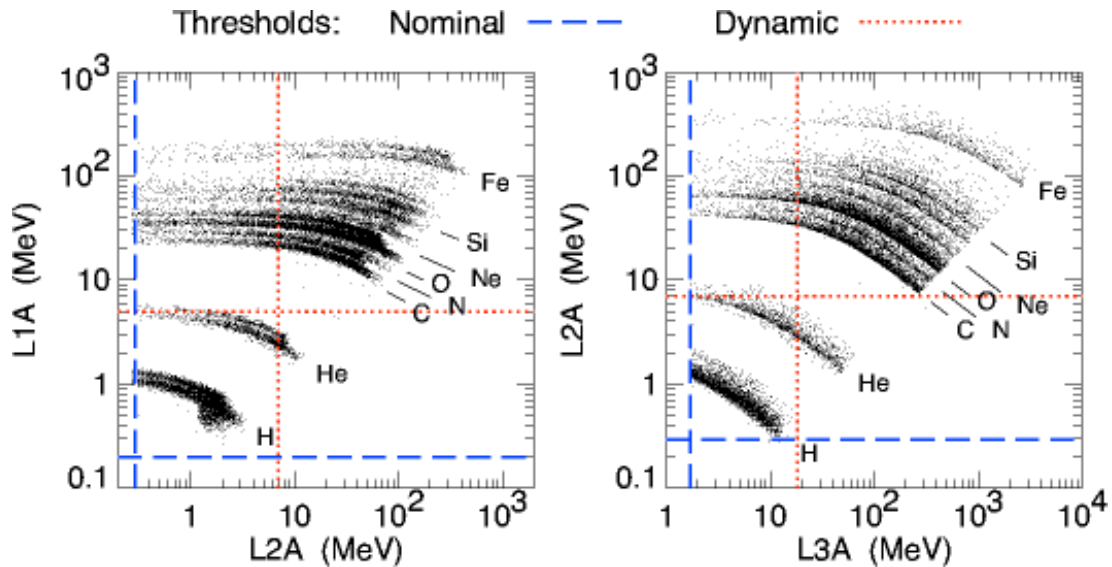 Thresholds: Nominal Dynamic
10³
10²
10
1
0.1
L1A (MeV)
1 10 10² 10³
L2A (MeV)
Fe
Si
Ne
O
N
C
He
H
10³
10²
10
1
0.1
L2A (MeV)
1 10 10² 10³ 10⁴
L3A (MeV)
Fe
Si
Ne
O
N
C
He
H